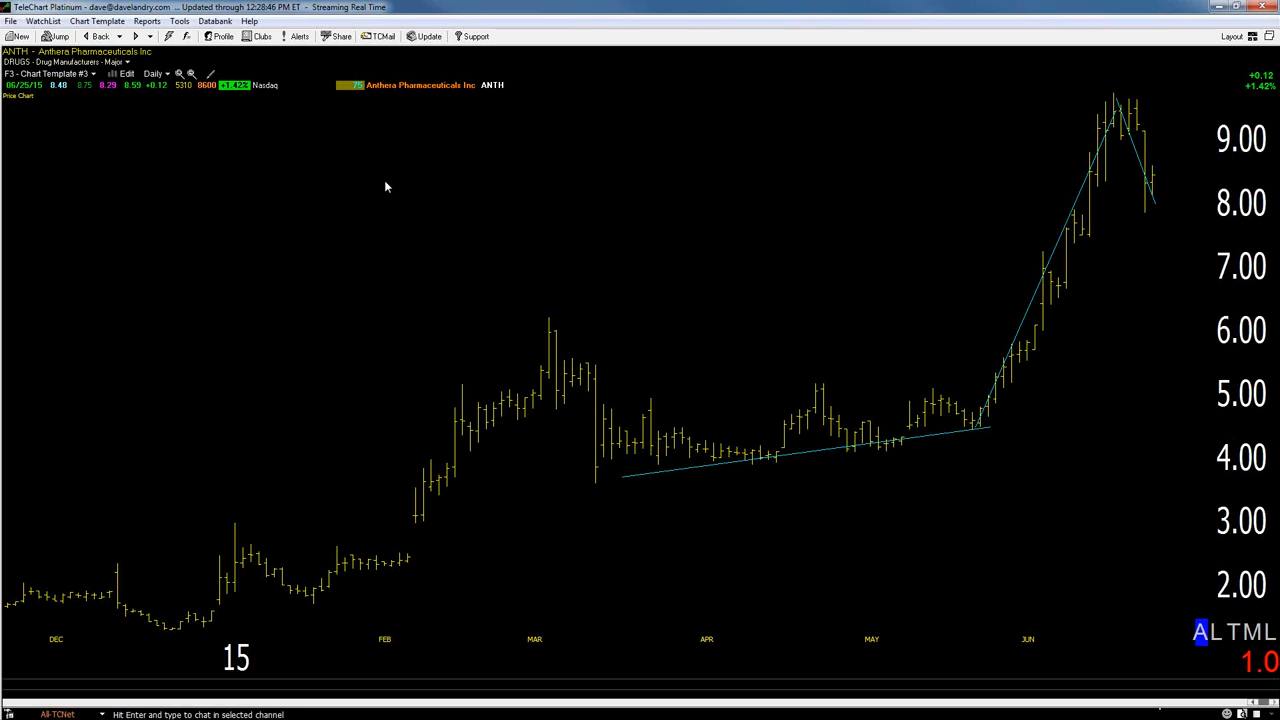 TeleChart Platinum - dave@davelandry.com ... Updated through 12:28:46 PM ET - Streaming Real Time
File WatchList Chart Template Reports Tools Databank Help
New Jump Back Profile Clubs Alerts Share TCMail Update Support Layout
ANTH - Anthera Pharmaceuticals Inc
DRUGS - Drug Manufacturers - Major
F3 - Chart Template #3 Edit Daily
06/25/15 8.48 8.75 8.29 8.59 +0.12 5310 8600 +1.42% Nasdaq 75 Anthera Pharmaceuticals Inc ANTH
+0.12
+1.42%
Price Chart
9.00
8.00
7.00
6.00
5.00
4.00
3.00
2.00
ALTML
DEC FEB MAR APR MAY JUN
15
1.0
All-TCNet Hit Enter and type to chat in selected channel